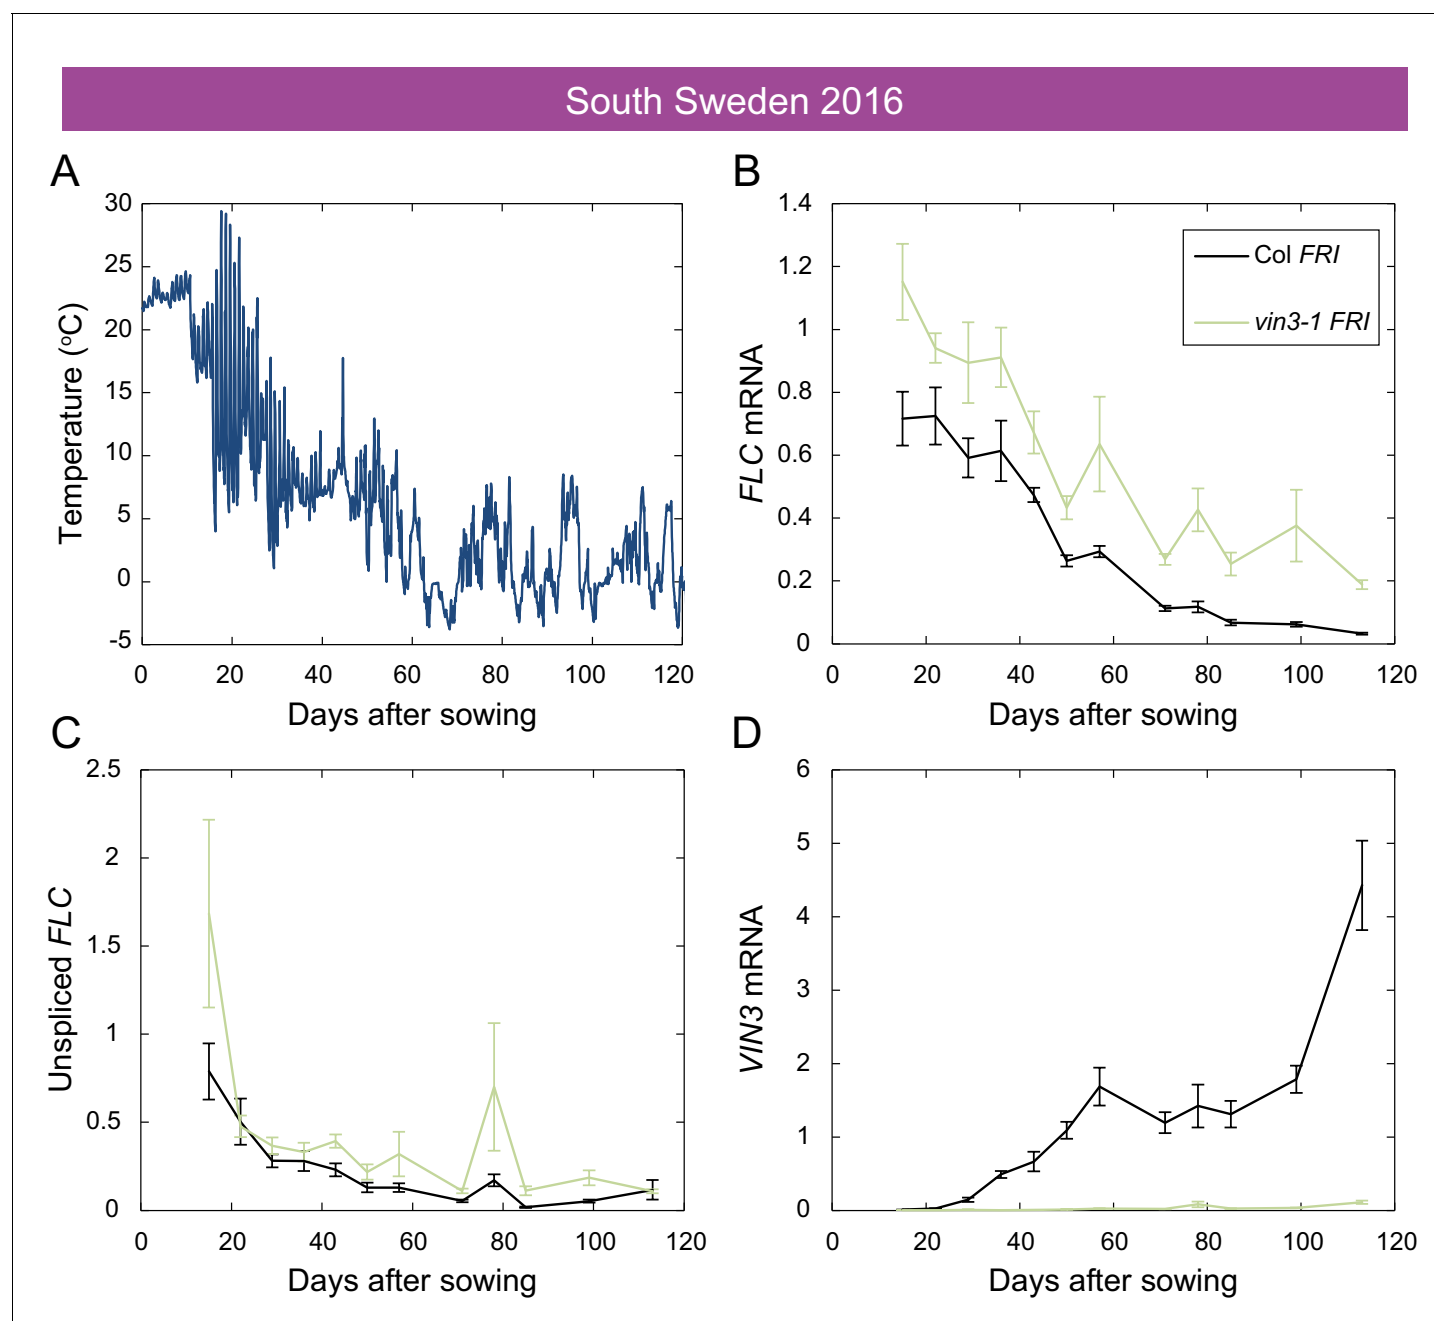 South Sweden 2016
A
30
25
20
15
10
5
0
-5
Temperature (oC)
0 20 40 60 80 100 120
Days after sowing
B
1.4
1.2
1
0.8
0.6
0.4
0.2
0
FLC mRNA
Col FRI
vin3-1 FRI
0 20 40 60 80 100 120
Days after sowing
C
2.5
2
1.5
1
0.5
0
Unspliced FLC
0 20 40 60 80 100 120
Days after sowing
D
6
5
4
3
2
1
0
VIN3 mRNA
0 20 40 60 80 100 120
Days after sowing